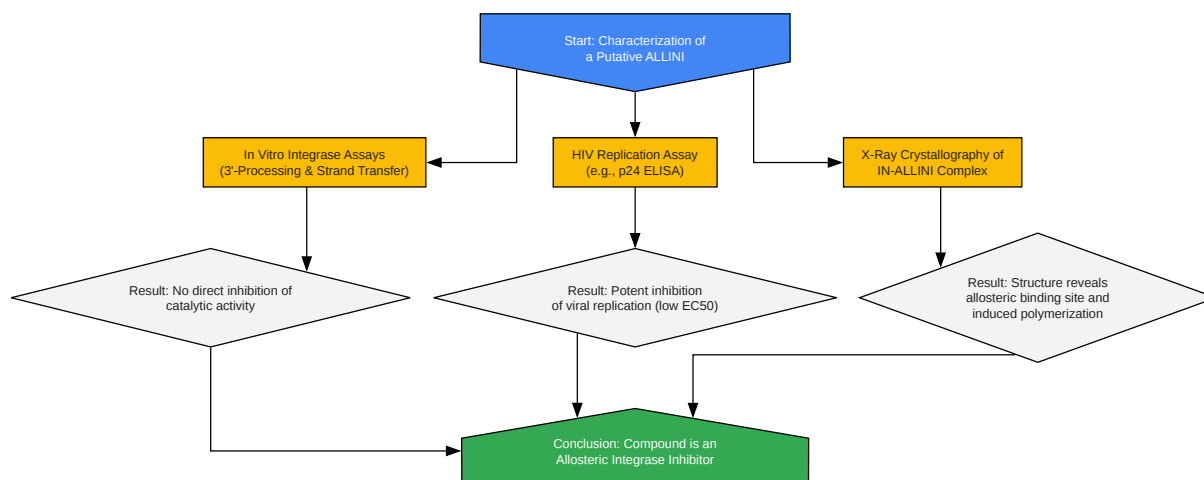 Start: Characterization of
a Putative ALLINI
In Vitro Integrase Assays
(3'-Processing & Strand Transfer)
HIV Replication Assay
(e.g., p24 ELISA)
X-Ray Crystallography of
IN-ALLINI Complex
Result: No direct inhibition of
catalytic activity
Result: Potent inhibition
of viral replication (low EC50)
Result: Structure reveals
allosteric binding site and
induced polymerization
Conclusion: Compound is an
Allosteric Integrase Inhibitor